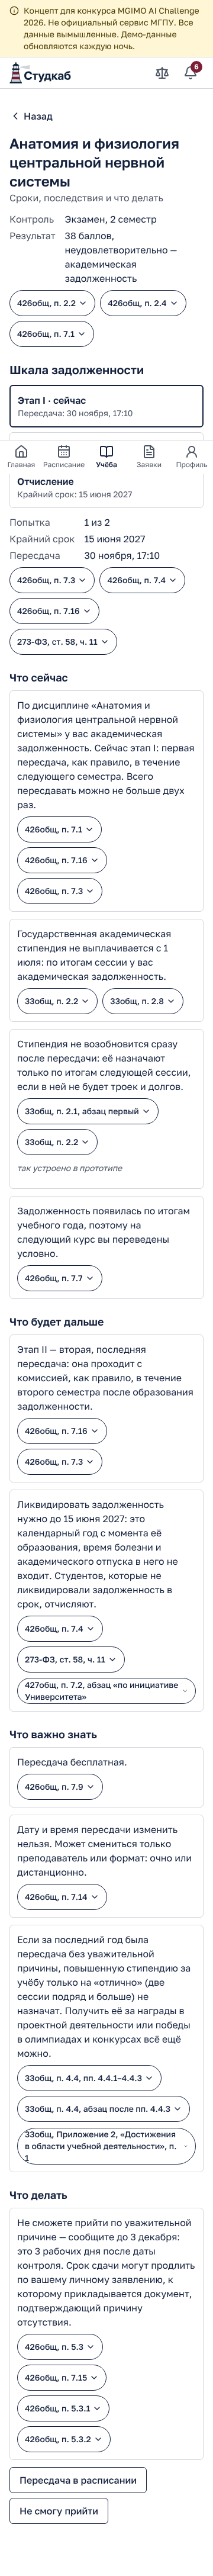 Концепт для конкурса MGIMO AI Challenge
2026. Не официальный сервис МГПУ. Все
данные вымышленные. Демо-данные
обновляются каждую ночь.
Студкаб
6
Назад
Анатомия и физиология
центральной нервной
системы
Сроки, последствия и что делать
Контроль Экзамен, 2 семестр
Результат 38 баллов,
неудовлетворительно —
академическая
задолженность
426общ, п. 2.2 426общ, п. 2.4
426общ, п. 7.1
Шкала задолженности
Этап I · сейчас
Пересдача: 30 ноября, 17:10
Главная Расписание Учёба Заявки Профиль
Отчисление
Крайний срок: 15 июня 2027
Попытка 1 из 2
Крайний срок 15 июня 2027
Пересдача 30 ноября, 17:10
426общ, п. 7.3 426общ, п. 7.4
426общ, п. 7.16
273-ФЗ, ст. 58, ч. 11
Что сейчас
По дисциплине «Анатомия и
физиология центральной нервной
системы» у вас академическая
задолженность. Сейчас этап I: первая
пересдача, как правило, в течение
следующего семестра. Всего
пересдавать можно не больше двух
раз.
426общ, п. 7.1
426общ, п. 7.16
426общ, п. 7.3
Государственная академическая
стипендия не выплачивается с 1
июля: по итогам сессии у вас
академическая задолженность.
33общ, п. 2.2 33общ, п. 2.8
Стипендия не возобновится сразу
после пересдачи: её назначают
только по итогам следующей сессии,
если в ней не будет троек и долгов.
33общ, п. 2.1, абзац первый
33общ, п. 2.2
так устроено в прототипе
Задолженность появилась по итогам
учебного года, поэтому на
следующий курс вы переведены
условно.
426общ, п. 7.7
Что будет дальше
Этап II — вторая, последняя
пересдача: она проходит с
комиссией, как правило, в течение
второго семестра после образования
задолженности.
426общ, п. 7.16
426общ, п. 7.3
Ликвидировать задолженность
нужно до 15 июня 2027: это
календарный год с момента её
образования, время болезни и
академического отпуска в него не
входит. Студентов, которые не
ликвидировали задолженность в
срок, отчисляют.
426общ, п. 7.4
273-ФЗ, ст. 58, ч. 11
427общ, п. 7.2, абзац «по инициативе
Университета»
Что важно знать
Пересдача бесплатная.
426общ, п. 7.9
Дату и время пересдачи изменить
нельзя. Может смениться только
преподаватель или формат: очно или
дистанционно.
426общ, п. 7.14
Если за последний год была
пересдача без уважительной
причины, повышенную стипендию за
учёбу только на «отлично» (две
сессии подряд и больше) не
назначат. Получить её за награды в
проектной деятельности или победы
в олимпиадах и конкурсах всё ещё
можно.
33общ, п. 4.4, пп. 4.4.1–4.4.3
33общ, п. 4.4, абзац после пп. 4.4.3
33общ, Приложение 2, «Достижения
в области учебной деятельности», п.
1
Что делать
Не сможете прийти по уважительной
причине — сообщите до 3 декабря:
это 3 рабочих дня после даты
контроля. Срок сдачи могут продлить
по вашему личному заявлению, к
которому прикладывается документ,
подтверждающий причину
отсутствия.
426общ, п. 5.3
426общ, п. 7.15
426общ, п. 5.3.1
426общ, п. 5.3.2
Пересдача в расписании
Не смогу прийти